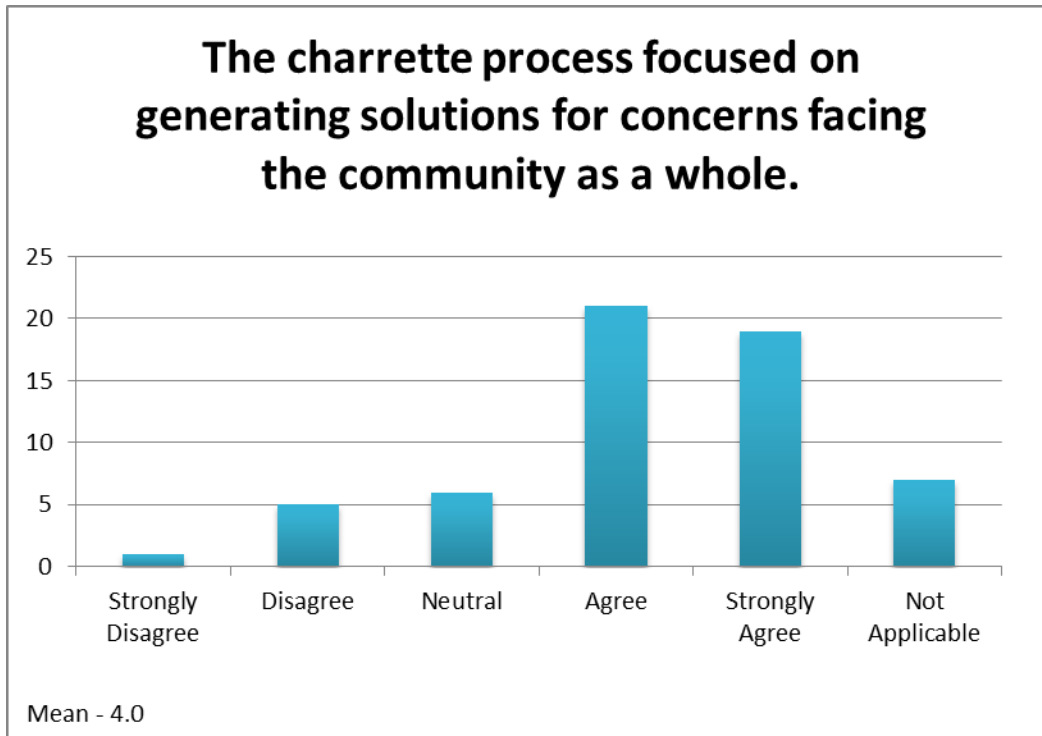 The charrette process focused on
generating solutions for concerns facing
the community as a whole.
25
20
15
10
5
0
Strongly
Disagree
Disagree
Neutral
Agree
Strongly
Agree
Not
Applicable
Mean - 4.0